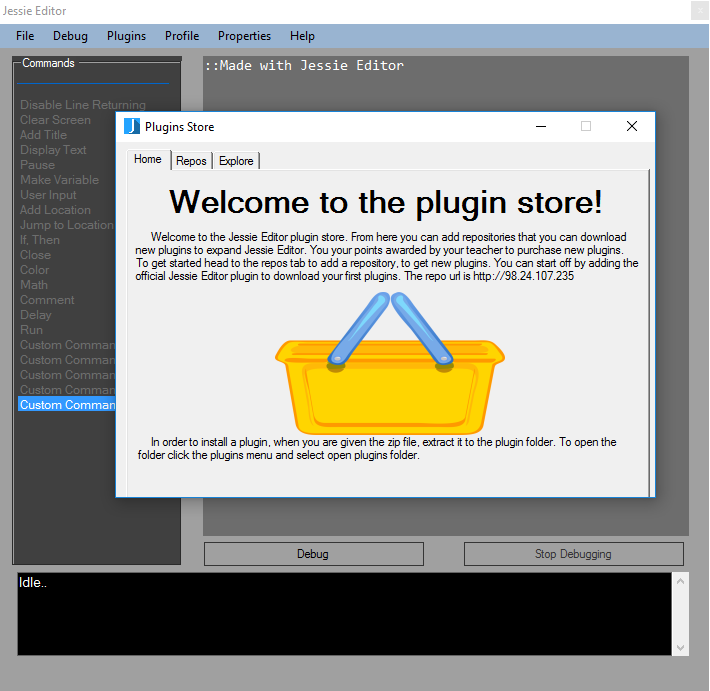 Jessie Editor
File Debug Plugins Profile Properties Help
Commands
::Made with Jessie Editor
Disable Line Returning
Clear Screen
Add Title
Display Text
Pause
Make Variable
User Input
Add Location
Jump to Location
If, Then
Close
Color
Math
Comment
Delay
Run
Custom Comman
Custom Comman
Custom Comman
Custom Comman
Custom Comman
Plugins Store
Home Repos Explore
Welcome to the plugin store!
Welcome to the Jessie Editor plugin store. From here you can add repositories that you can download
new plugins to expand Jessie Editor. You your points awarded by your teacher to purchase new plugins.
To get started head to the repos tab to add a repository, to get new plugins. You can start off by adding the
official Jessie Editor plugin to download your first plugins. The repo url is http://98.24.107.235
In order to install a plugin, when you are given the zip file, extract it to the plugin folder. To open the
folder click the plugins menu and select open plugins folder.
Debug Stop Debugging
Idle..